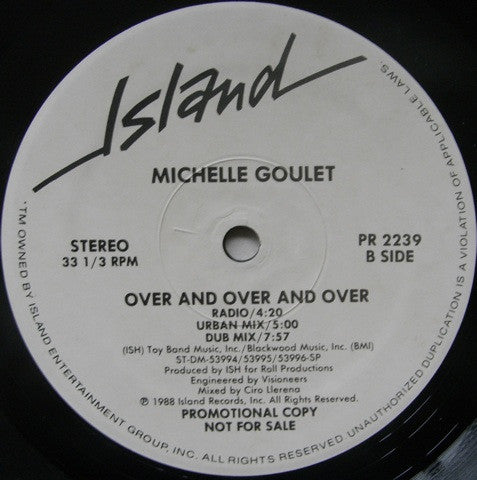 Island
MICHELLE GOULET
STEREO
33 1/3 RPM
PR 2239
B SIDE
OVER AND OVER AND OVER
RADIO/4:20
URBAN MIX/5:00
DUB MIX/7:57
(ISH) Toy Band Music, Inc./Blackwood Music, Inc. (BMI)
ST-DM-53994/53995/53996-SP
Produced by ISH for Roll Productions
Engineered by Visioneers
Mixed by Ciro Llerena
℗ 1988 Island Records, Inc. All Rights Reserved.
PROMOTIONAL COPY
NOT FOR SALE
*TM OWNED BY ISLAND ENTERTAINMENT GROUP, INC. ALL RIGHTS RESERVED. UNAUTHORIZED DUPLICATION IS A VIOLATION OF APPLICABLE LAWS.